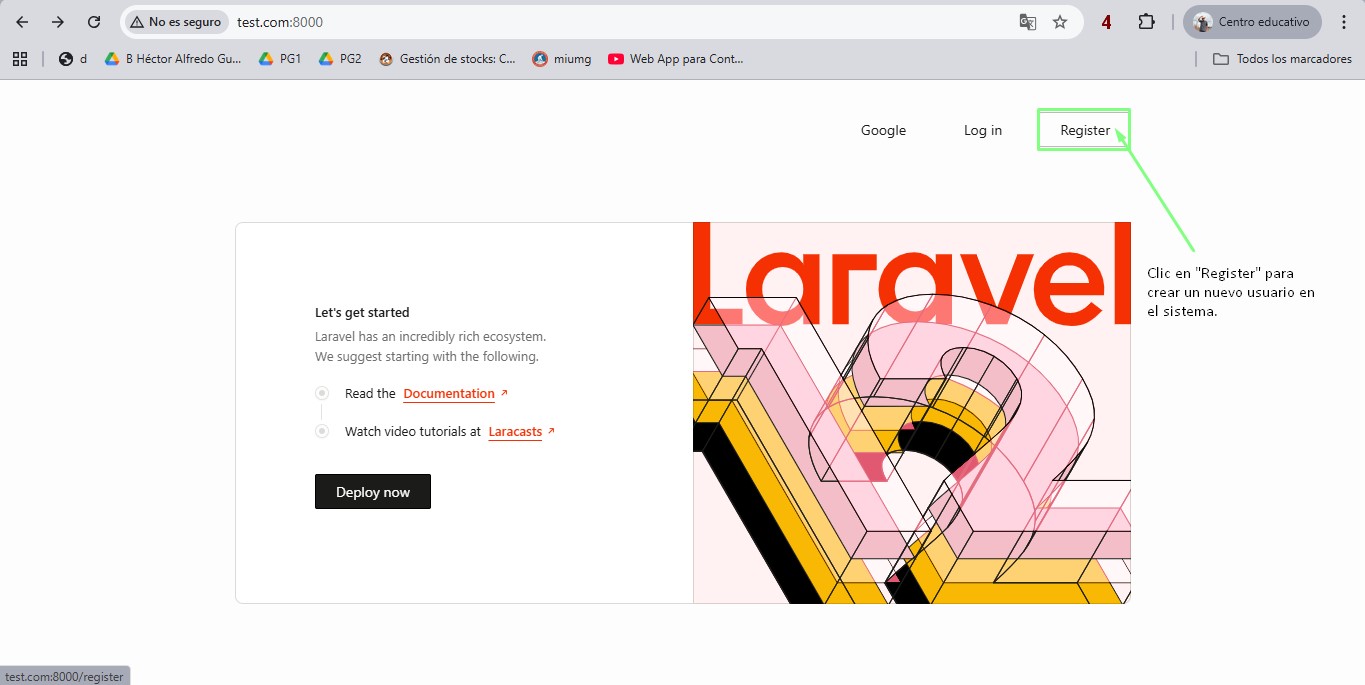 No es seguro test.com:8000 4 Centro educativo
d B Héctor Alfredo Gu... PG1 PG2 Gestión de stocks: C... miumg Web App para Cont... Todos los marcadores
Google Log in Register
Laravel
Clic en "Register" para
crear un nuevo usuario en
el sistema.
Let's get started
Laravel has an incredibly rich ecosystem.
We suggest starting with the following.
Read the Documentation
Watch video tutorials at Laracasts
Deploy now
test.com:8000/register